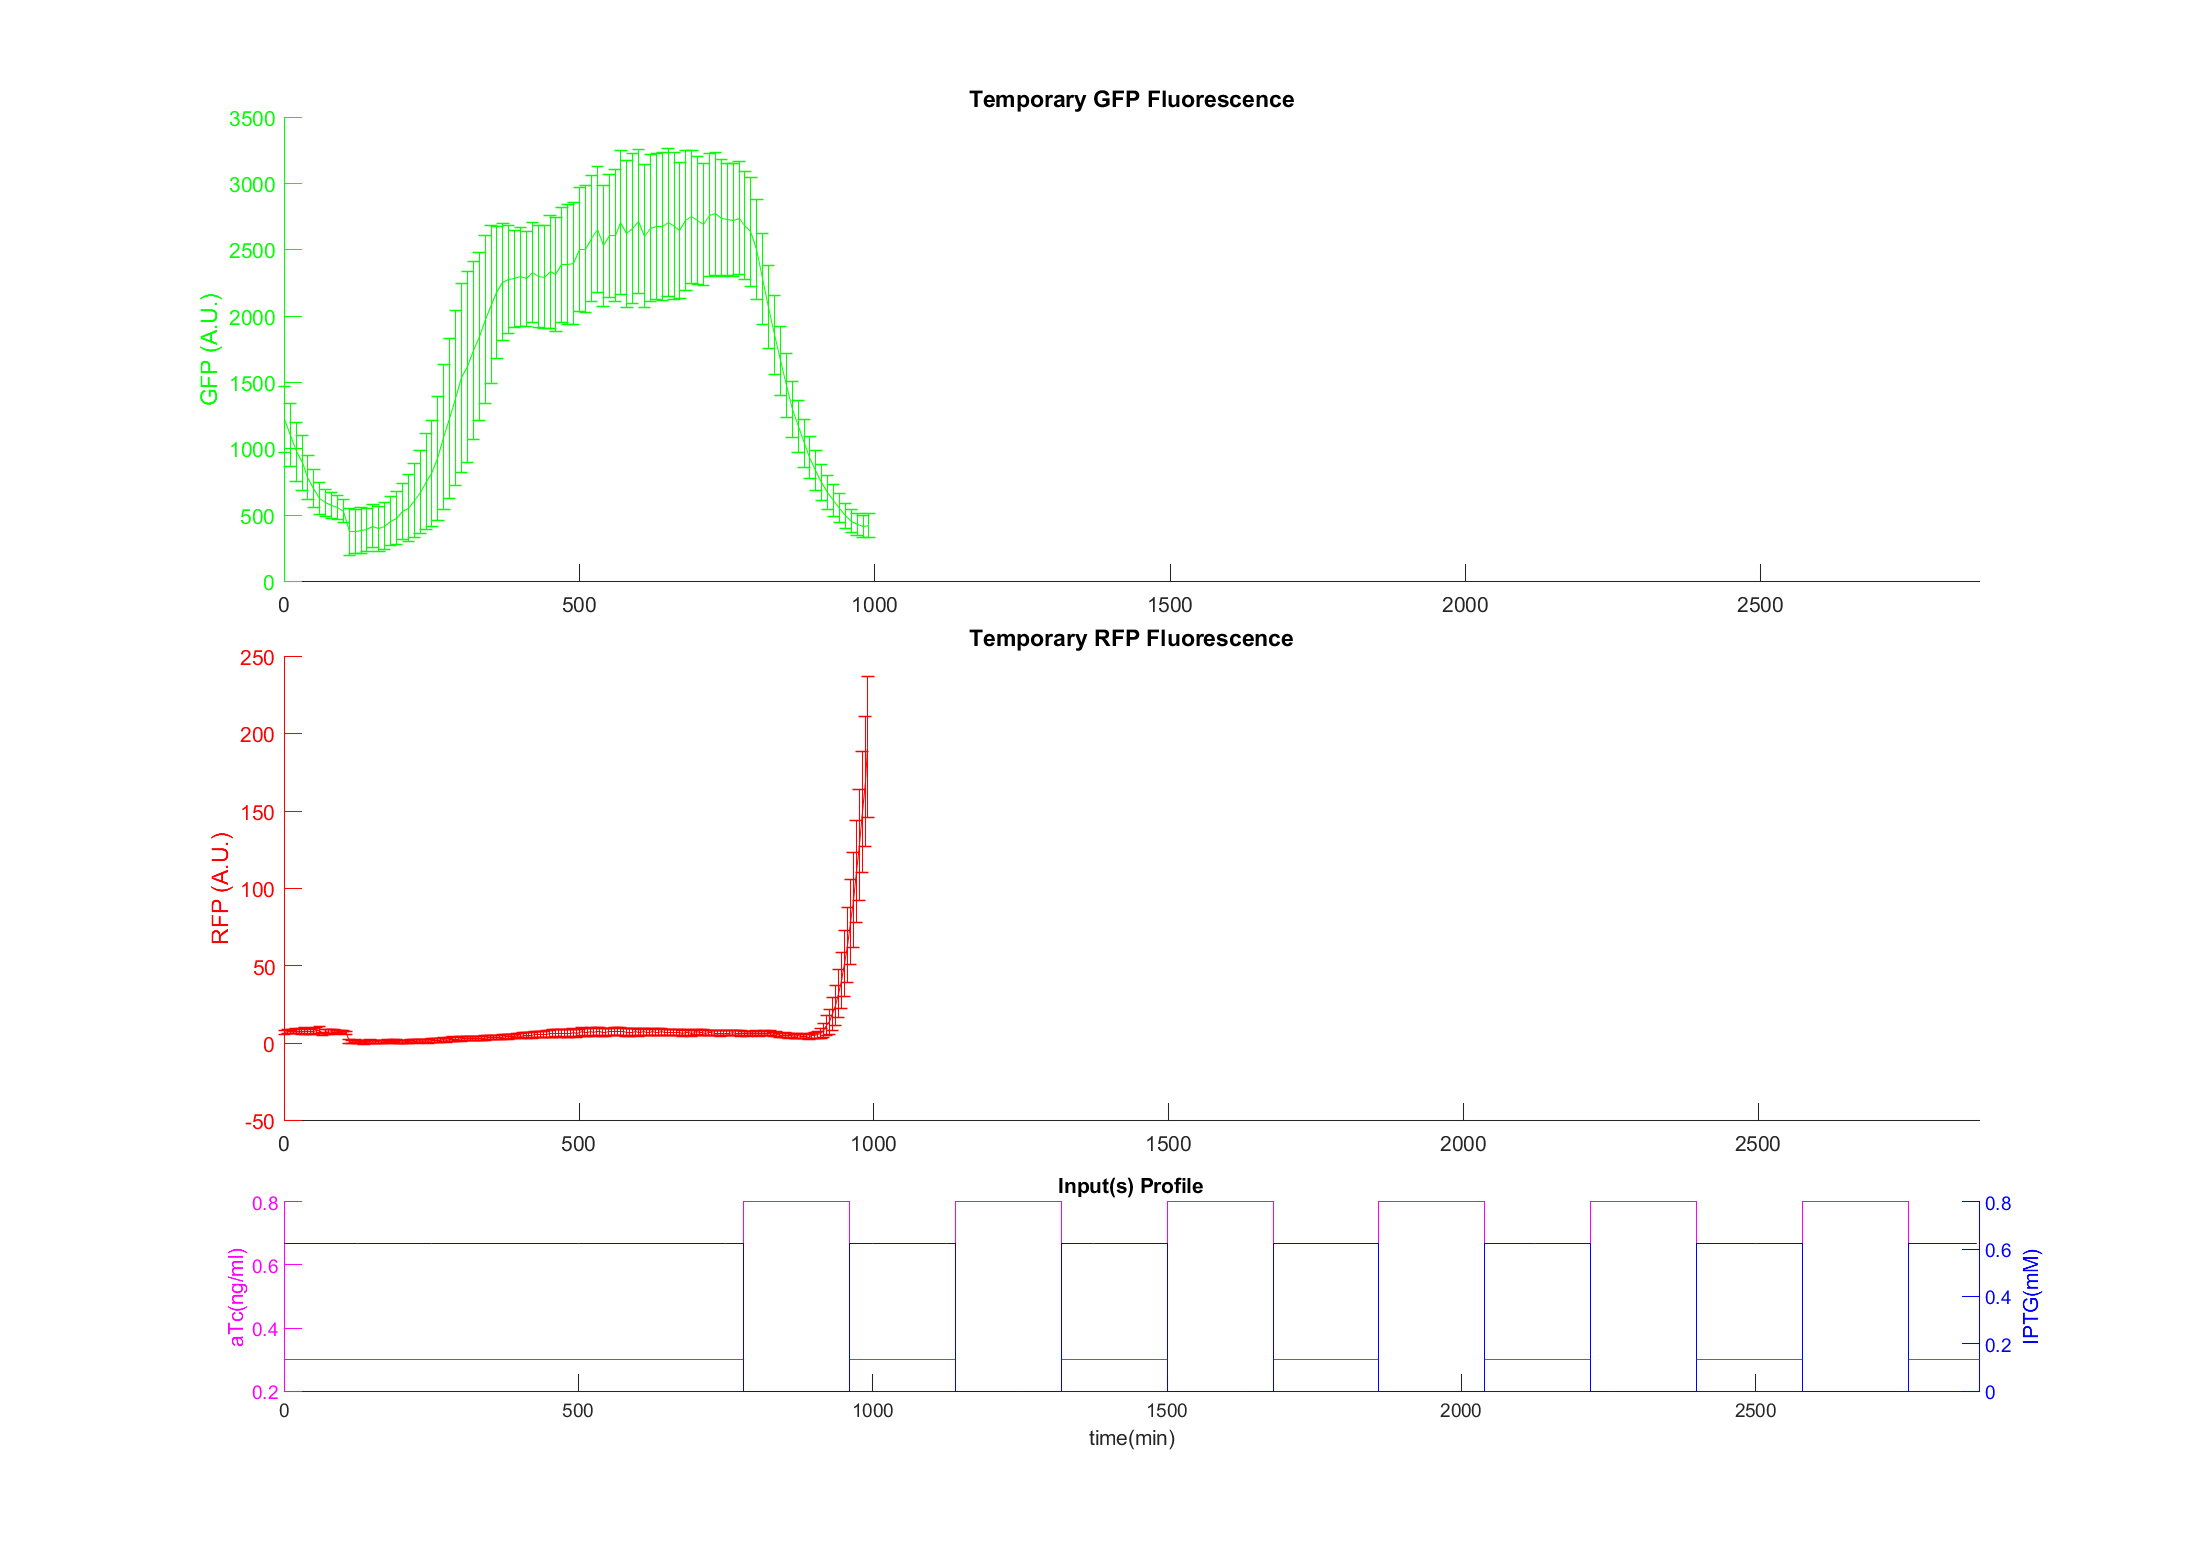 Temporary GFP Fluorescence
3500
3000
2500
2000
1500
1000
500
0
GFP (A.U.)
0 500 1000 1500 2000 2500
Temporary RFP Fluorescence
250
200
150
100
50
0
-50
RFP (A.U.)
0 500 1000 1500 2000 2500
Input(s) Profile
0.8
0.6
0.4
0.2
aTc(ng/ml)
0.8
0.6
0.4
0.2
0
IPTG(mM)
0 500 1000 1500 2000 2500
time(min)